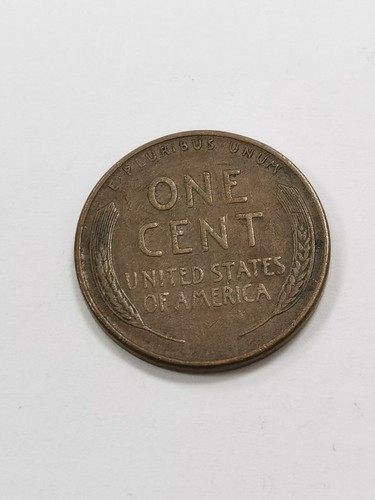 E·PLURIBUS·UNUM
ONE
CENT
UNITED STATES
OF AMERICA